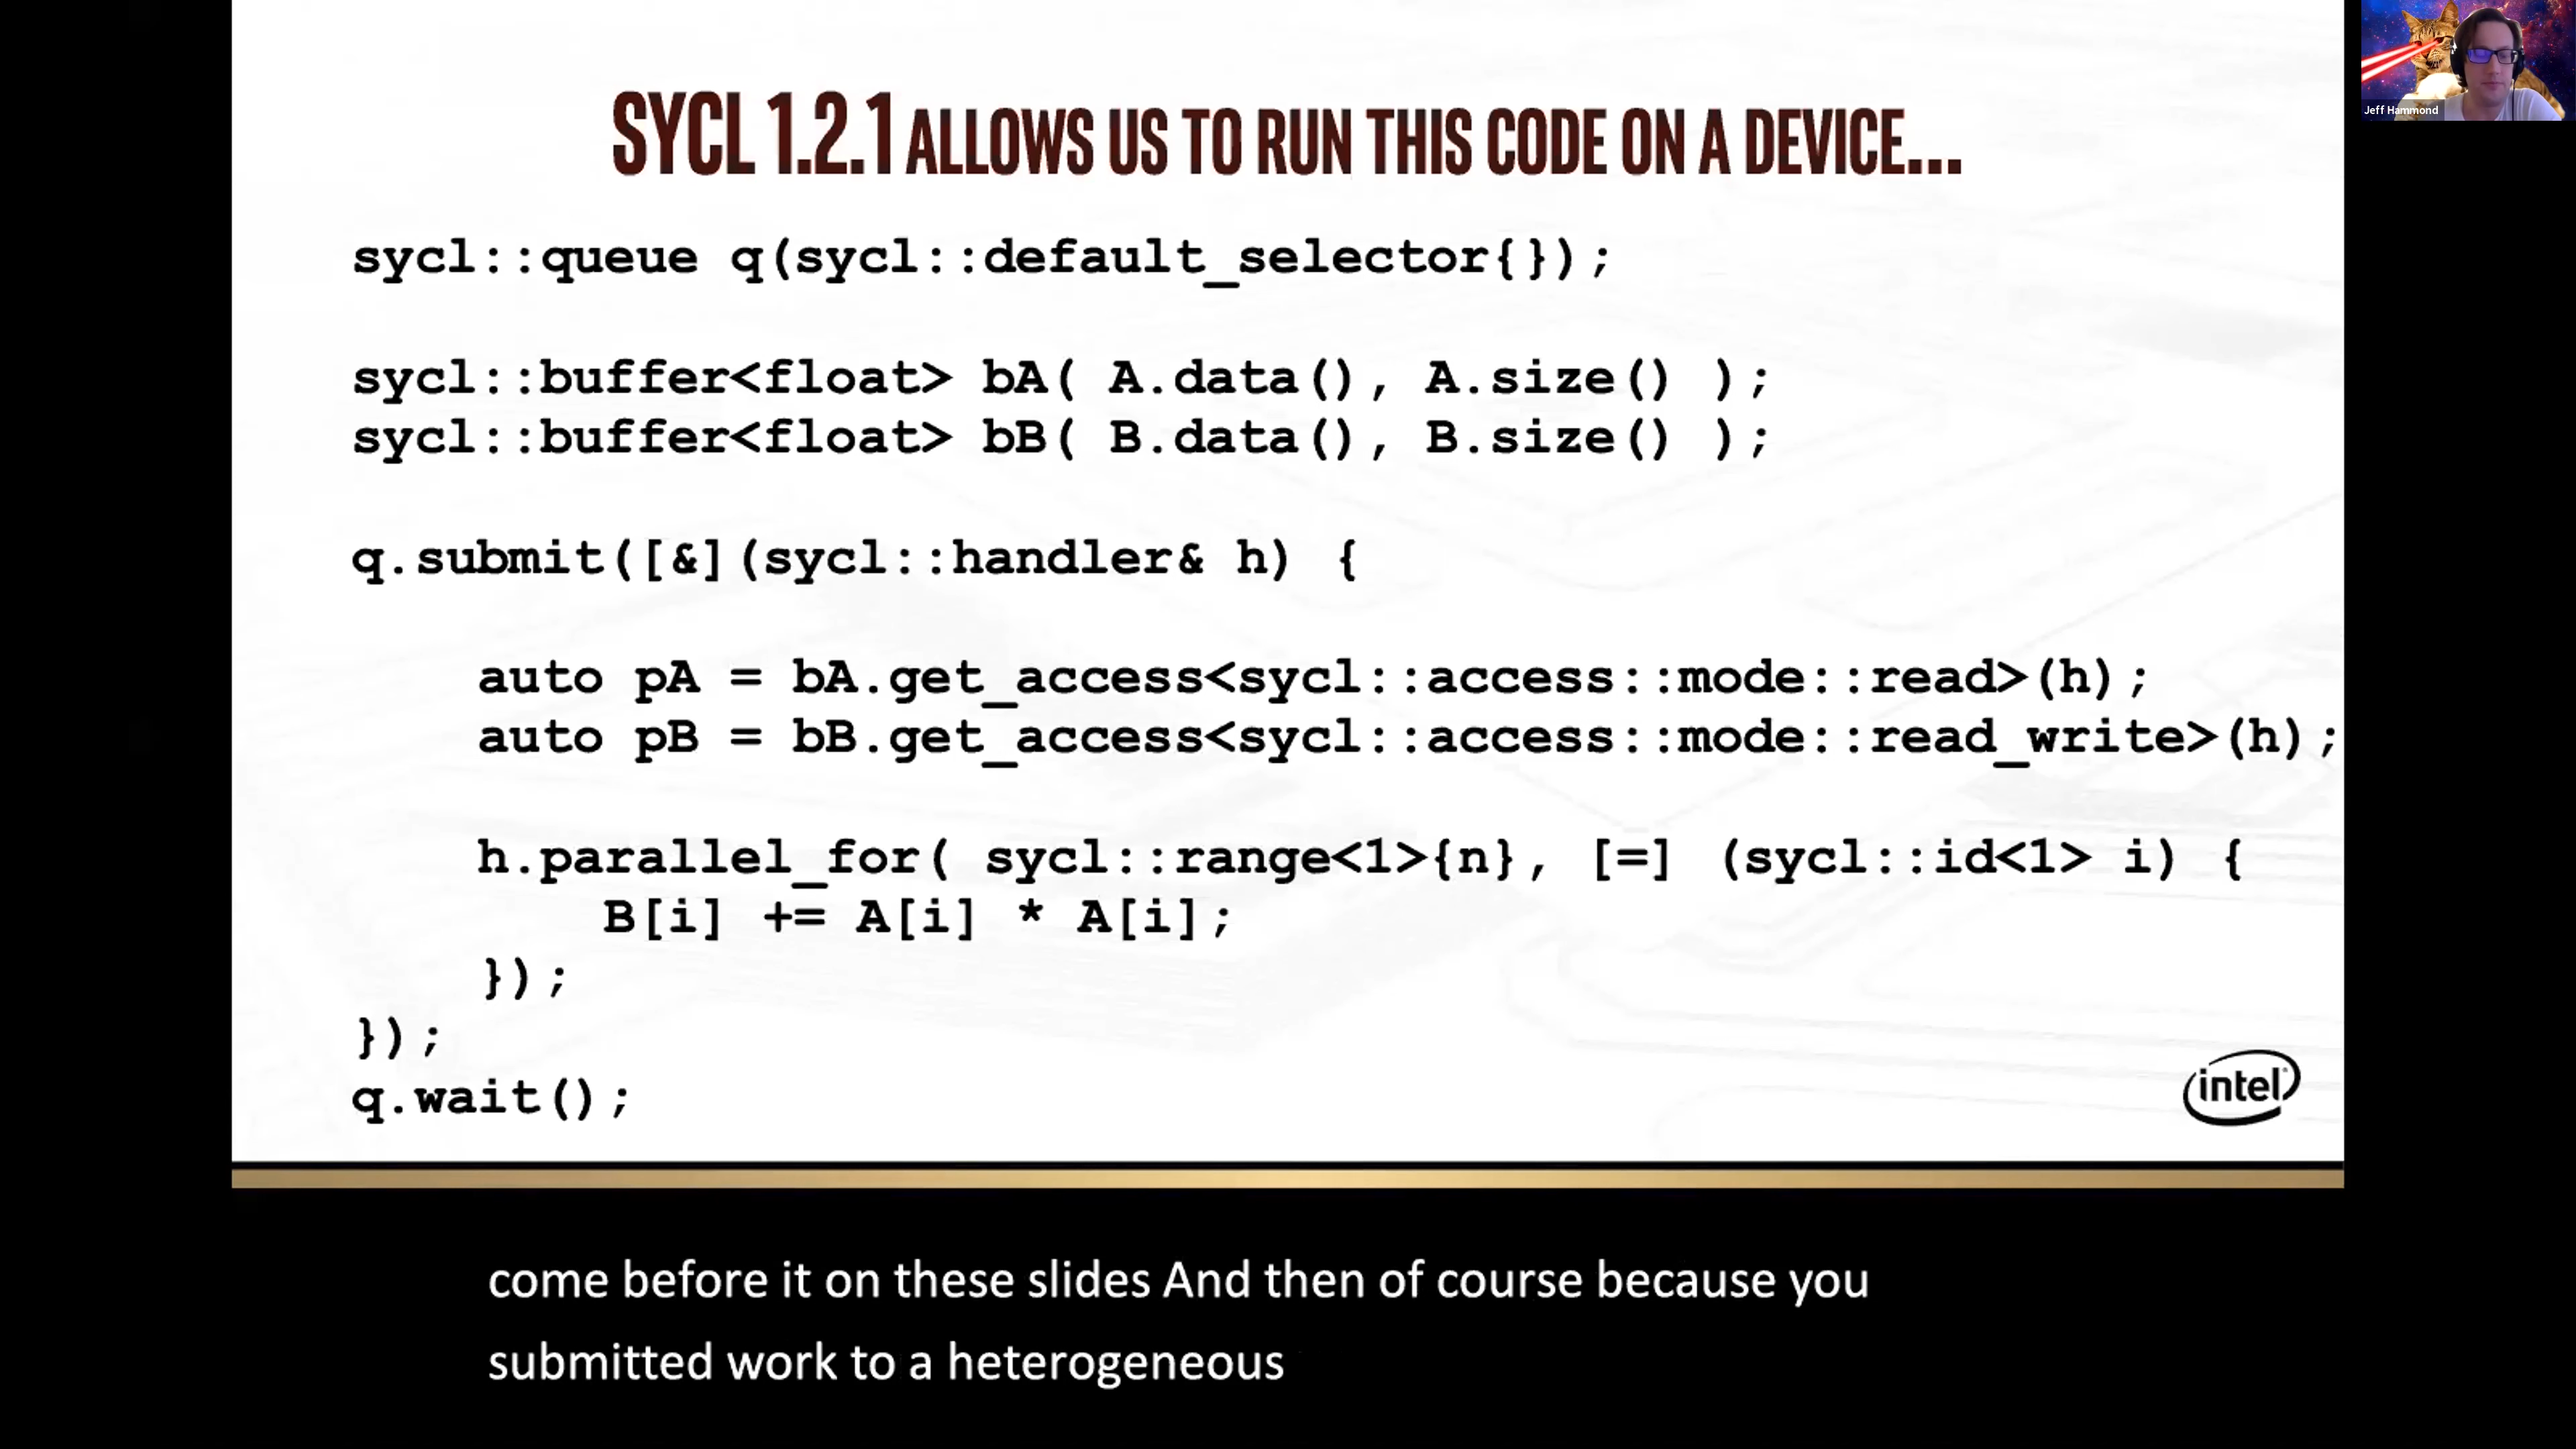 SYCL 1.2.1 ALLOWS US TO RUN THIS CODE ON A DEVICE...
Jeff Hammond
sycl::queue q(sycl::default_selector{});
sycl::buffer<float> bA( A.data(), A.size() );
sycl::buffer<float> bB( B.data(), B.size() );
q.submit([&](sycl::handler& h) {
auto pA = bA.get_access<sycl::access::mode::read>(h);
auto pB = bB.get_access<sycl::access::mode::read_write>(h);
h.parallel_for( sycl::range<1>{n}, [=] (sycl::id<1> i) {
B[i] += A[i] * A[i];
});
});
q.wait();
intel
come before it on these slides And then of course because you
submitted work to a heterogeneous